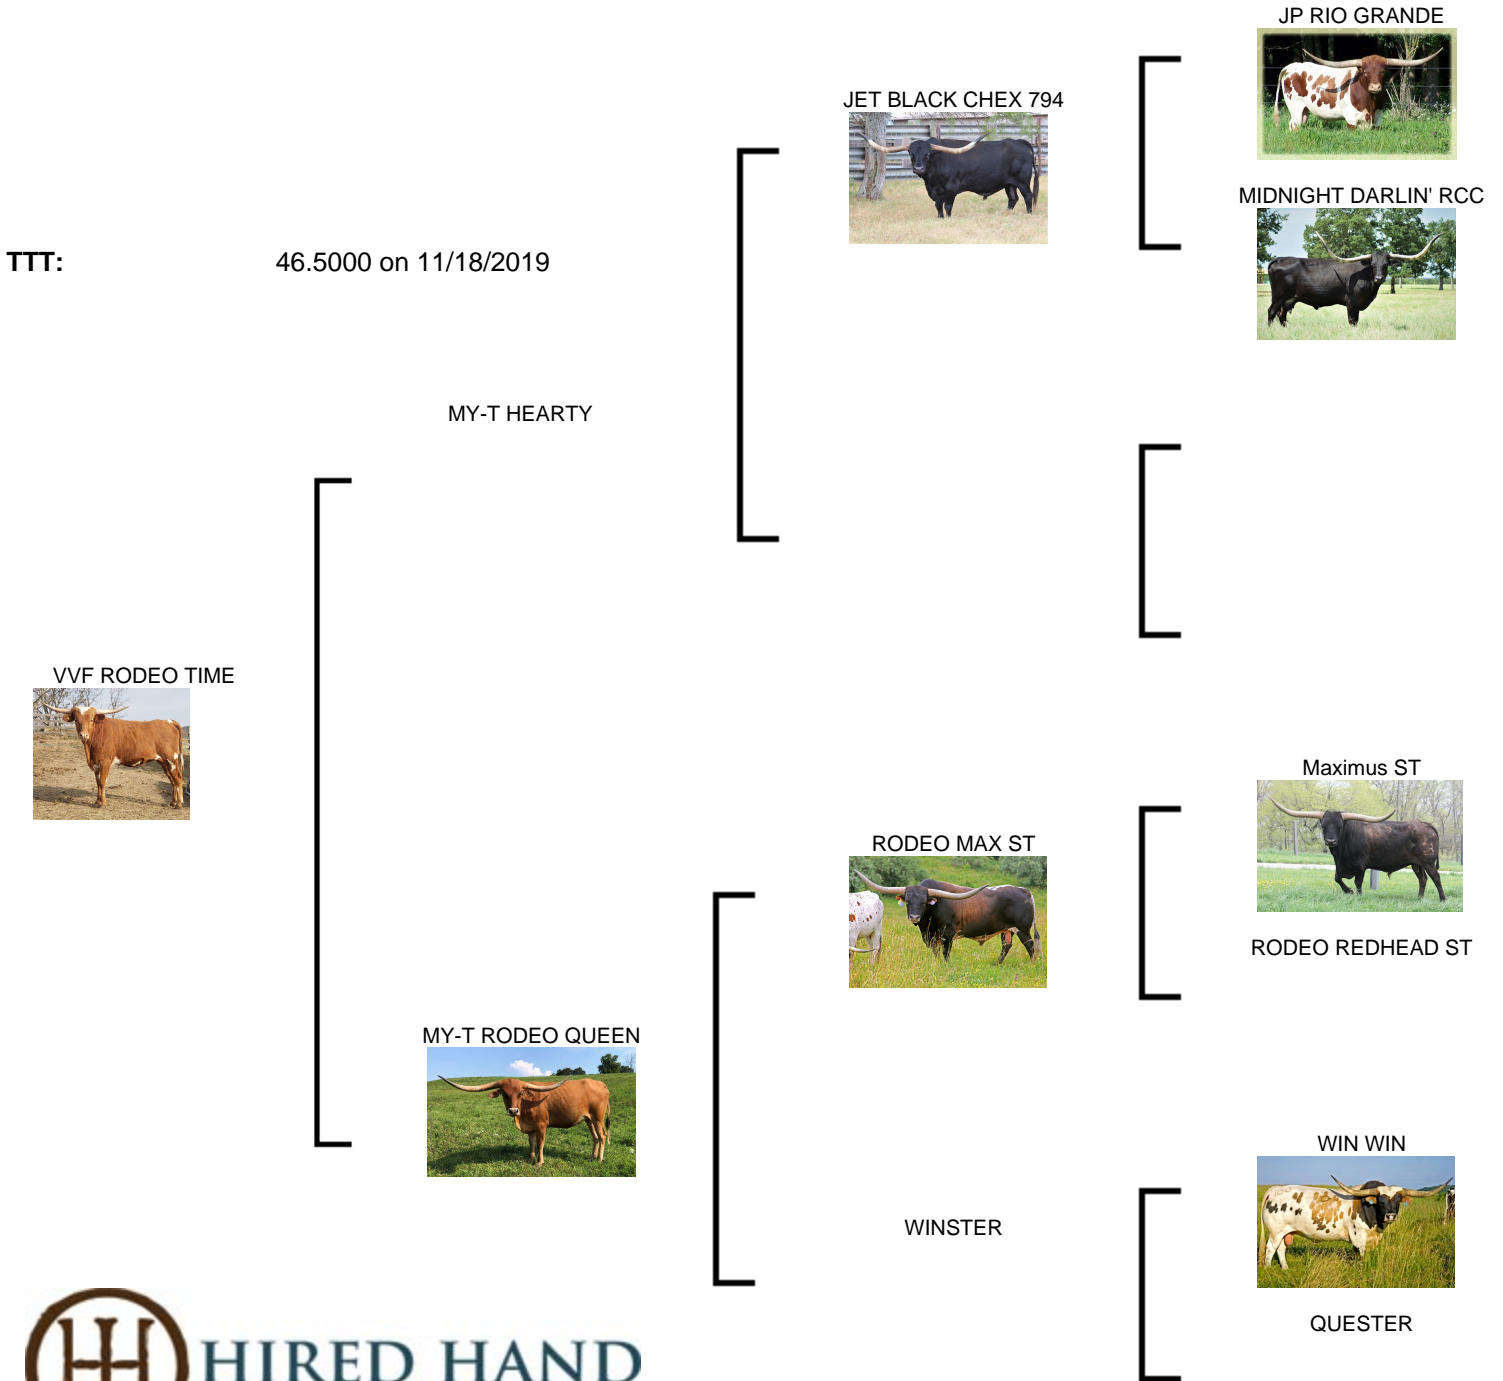 JP RIO GRANDE
JET BLACK CHEX 794
MIDNIGHT DARLIN' RCC
TTT: 46.5000 on 11/18/2019
MY-T HEARTY
VVF RODEO TIME
Maximus ST
RODEO MAX ST
RODEO REDHEAD ST
MY-T RODEO QUEEN
WIN WIN
WINSTER
QUESTER
HIRED HAND